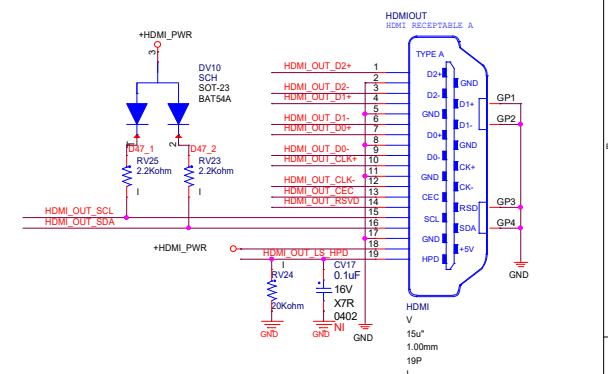 HDMIOUT
HDMI RECEPTABLE A
+HDMI_PWR
3
DV10
SCH
SOT-23
BAT54A
1
2
D47_1
D47_2
RV25
2.2Kohm
I
RV23
2.2Kohm
I
HDMI_OUT_SCL
HDMI_OUT_SDA
+HDMI_PWR
HDMI_OUT_D2+
HDMI_OUT_D2-
HDMI_OUT_D1+
HDMI_OUT_D1-
HDMI_OUT_D0+
HDMI_OUT_D0-
HDMI_OUT_CLK+
HDMI_OUT_CLK-
HDMI_OUT_CEC
HDMI_OUT_RSVD
HDMI_OUT_LS_HPD
1
2
3
4
5
6
7
8
9
10
11
12
13
14
15
16
17
18
19
TYPE A
D2+
GND
D2-
D1+
GND
D1-
D0+
GND
D0-
CK+
GND
CK-
CEC
RSD
SCL
SDA
GND
+5V
HPD
GP1
GP2
GP3
GP4
GND
I
RV24
20Kohm
GND
CV17
0.1uF
16V
X7R
0402
NI
GND
GND
HDMI
V
15u"
1.00mm
19P